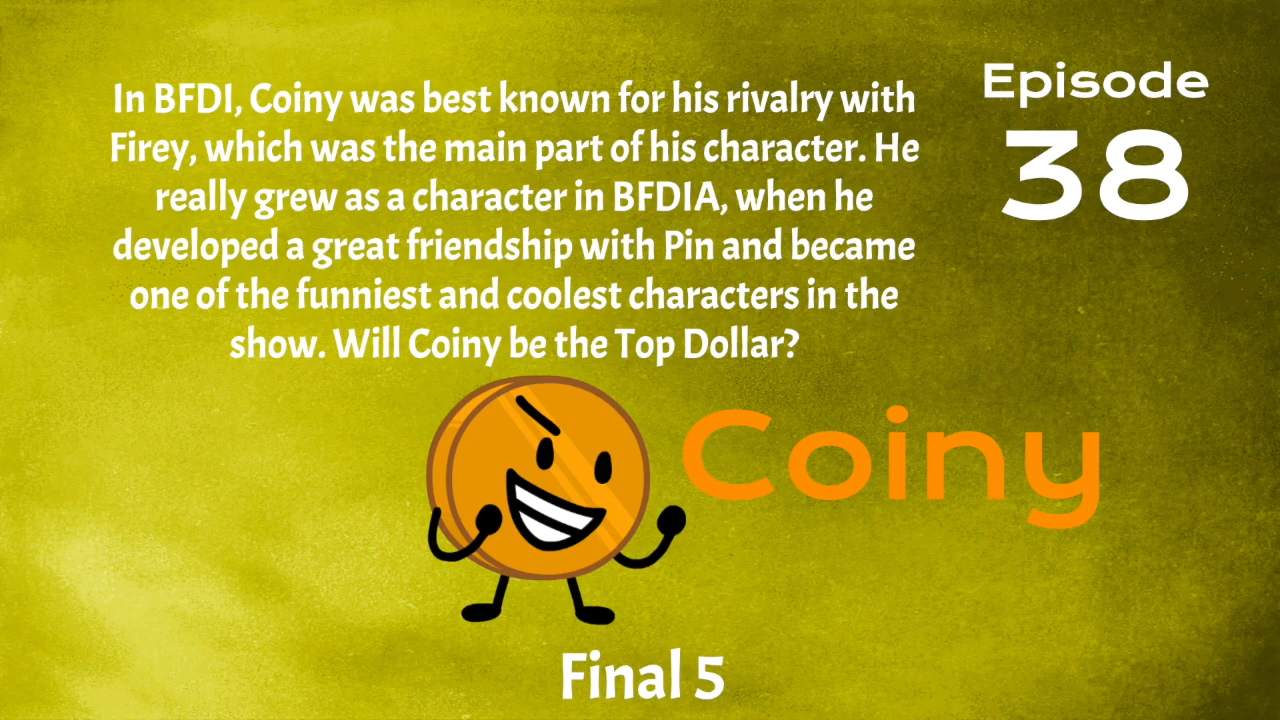 In BFDI, Coiny was best known for his rivalry with
Firey, which was the main part of his character. He
really grew as a character in BFDIA, when he
developed a great friendship with Pin and became
one of the funniest and coolest characters in the
show. Will Coiny be the Top Dollar?
Episode
38
Coiny
Final 5